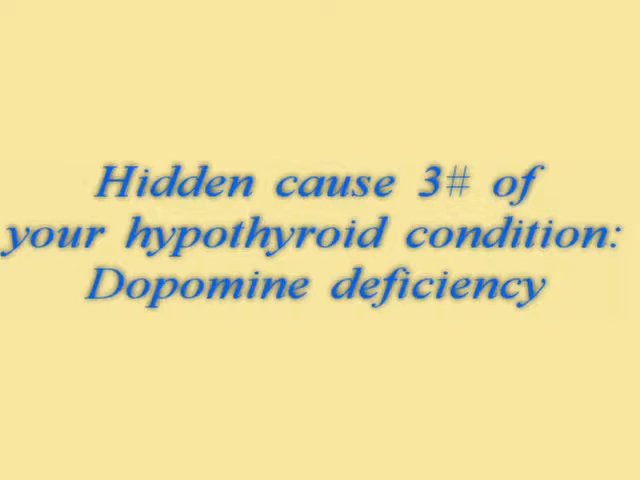 Hidden cause 3# of
your hypothyroid condition:
Dopomine deficiency